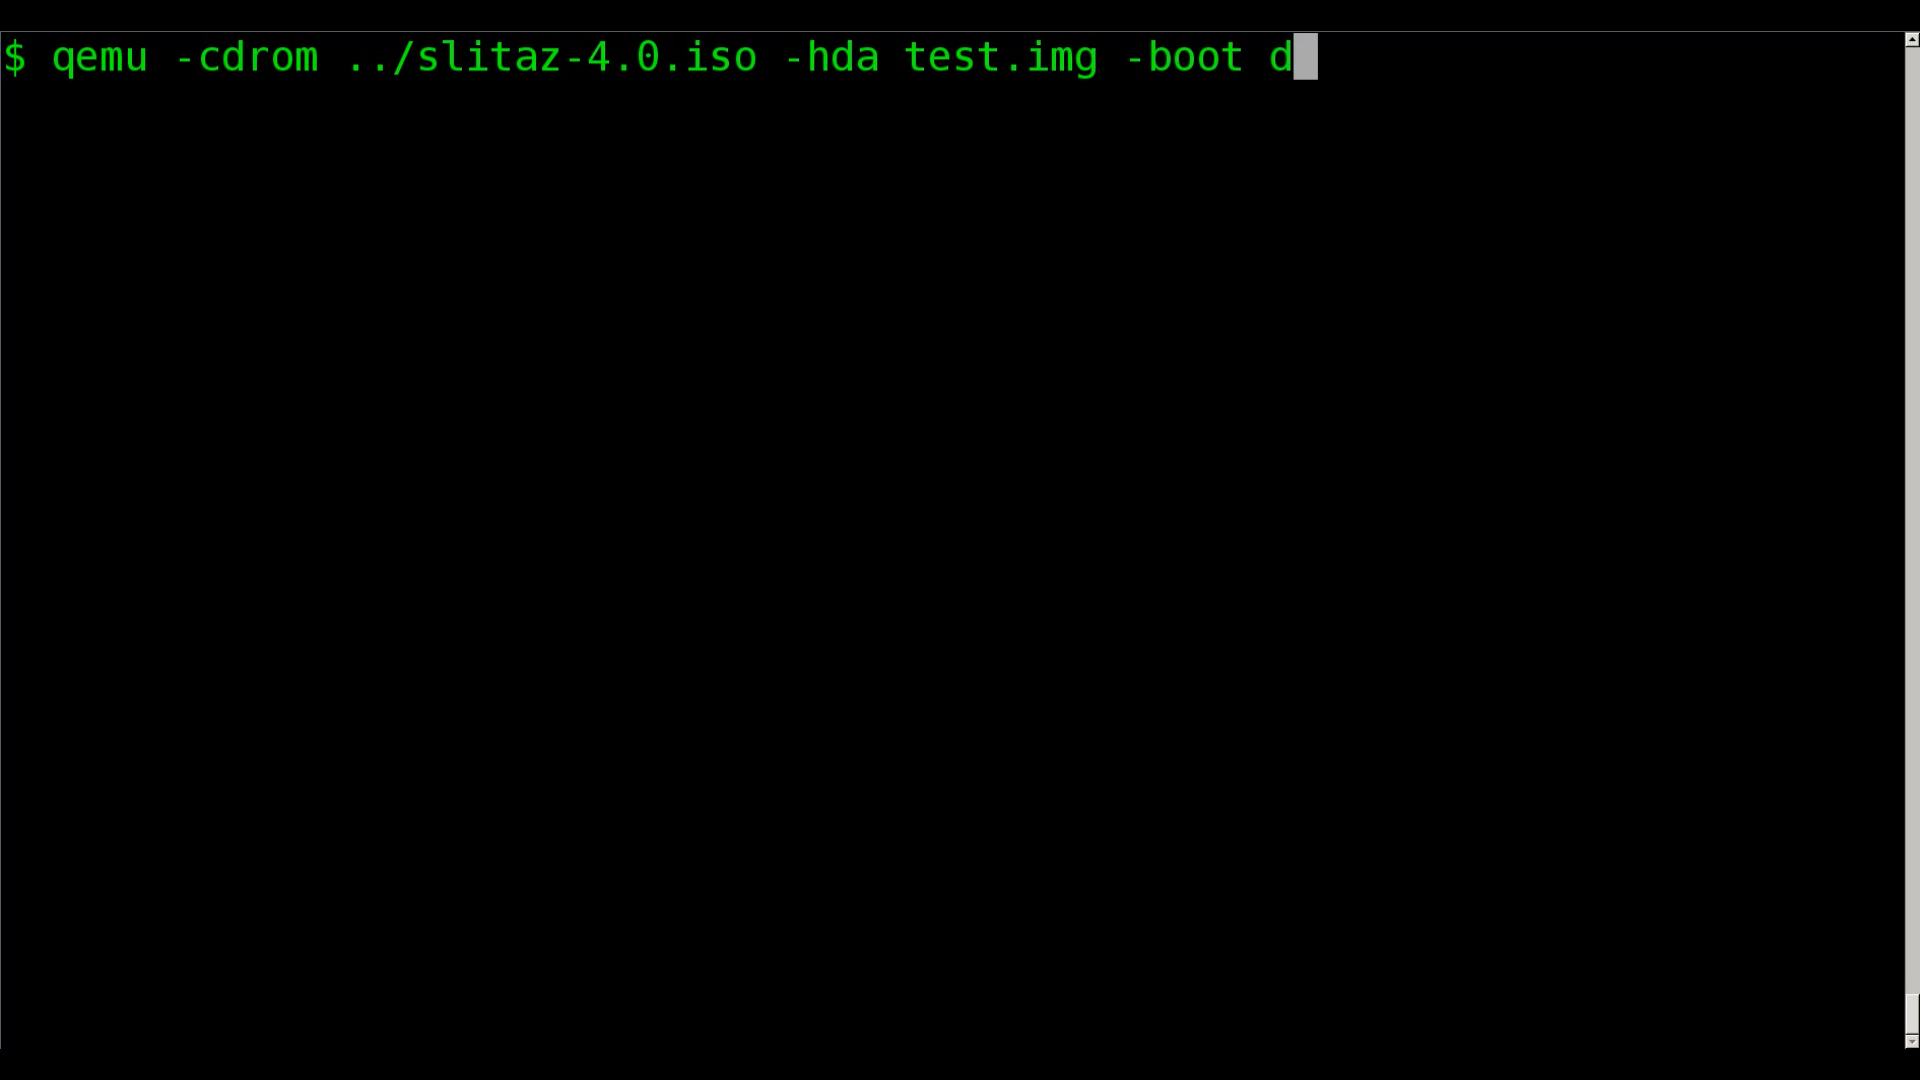 $ qemu -cdrom ../slitaz-4.0.iso -hda test.img -boot d